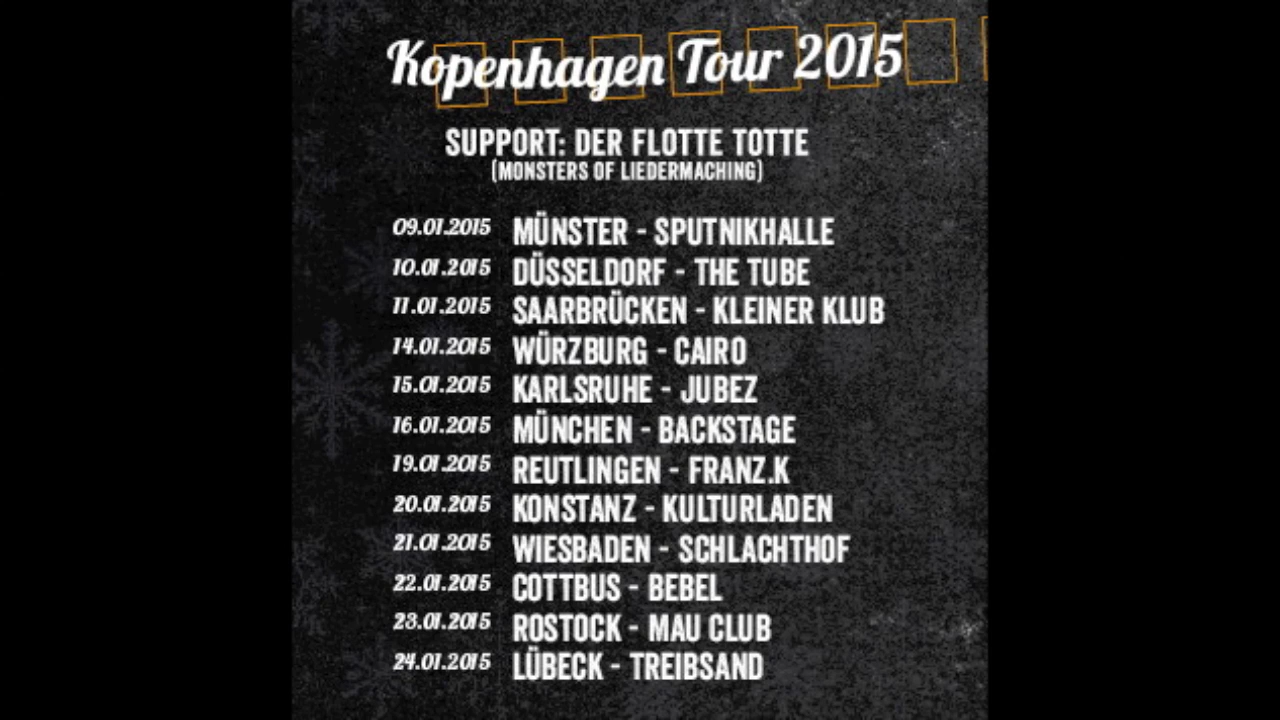 Kopenhagen Tour 2015
SUPPORT: DER FLOTTE TOTTE
(MONSTERS OF LIEDERMACHING)
09.01.2015 MÜNSTER - SPUTNIKHALLE
10.01.2015 DÜSSELDORF - THE TUBE
11.01.2015 SAARBRÜCKEN - KLEINER KLUB
14.01.2015 WÜRZBURG - CAIRO
15.01.2015 KARLSRUHE - JUBEZ
16.01.2015 MÜNCHEN - BACKSTAGE
19.01.2015 REUTLINGEN - FRANZ.K
20.01.2015 KONSTANZ - KULTURLADEN
21.01.2015 WIESBADEN - SCHLACHTHOF
22.01.2015 COTTBUS - BEBEL
23.01.2015 ROSTOCK - MAU CLUB
24.01.2015 LÜBECK - TREIBSAND